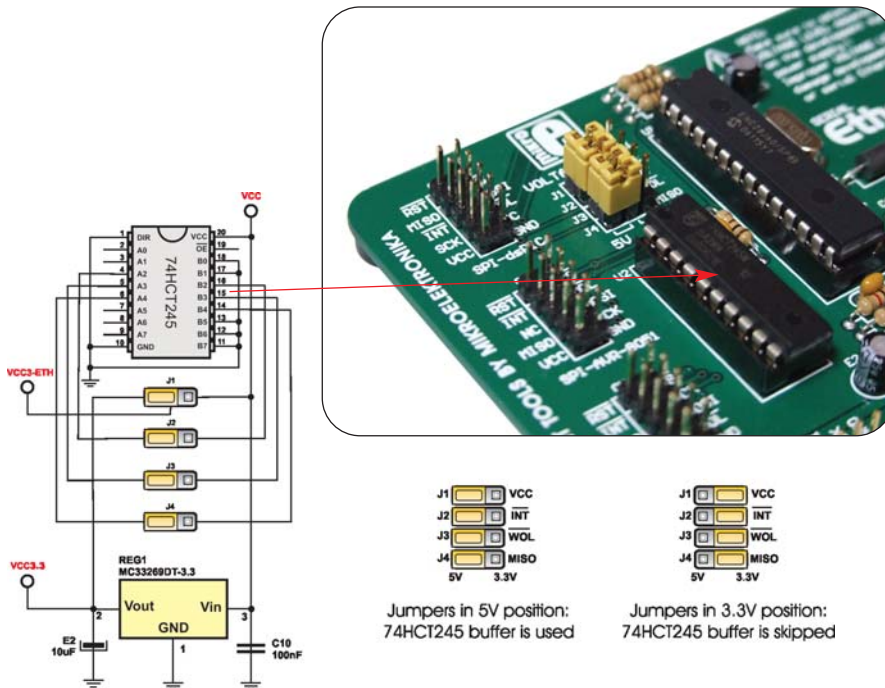 VCC
1 DIR VCC 20
2 A0 OE 19
3 A1 B0 18
4 A2 B1 17
5 A3 B2 16
6 A4 B3 15
7 A5 B4 14
8 A6 B5 13
9 A7 B6 12
10 GND B7 11
74HCT245
VCC3-ETH
J1
J2
J3
J4
VCC3.3
REG1
MC33269DT-3.3
Vout Vin
GND
2
3
1
E2
10uF
C10
100nF
mikro
e
VOLT
J1
J2
J3
J4
5V
MISO
RST
MISO
INT
SCK
VCC
GND
SPI-dsPIC
U2
RST
INT
NC
MISO
VCC
GND
SPI-AVR-8051
TOOLS BY MIKROELEKTRONIKA
J1 VCC
J2 INT
J3 WOL
J4 MISO
5V 3.3V
Jumpers in 5V position:
74HCT245 buffer is used
J1 VCC
J2 INT
J3 WOL
J4 MISO
5V 3.3V
Jumpers in 3.3V position:
74HCT245 buffer is skipped